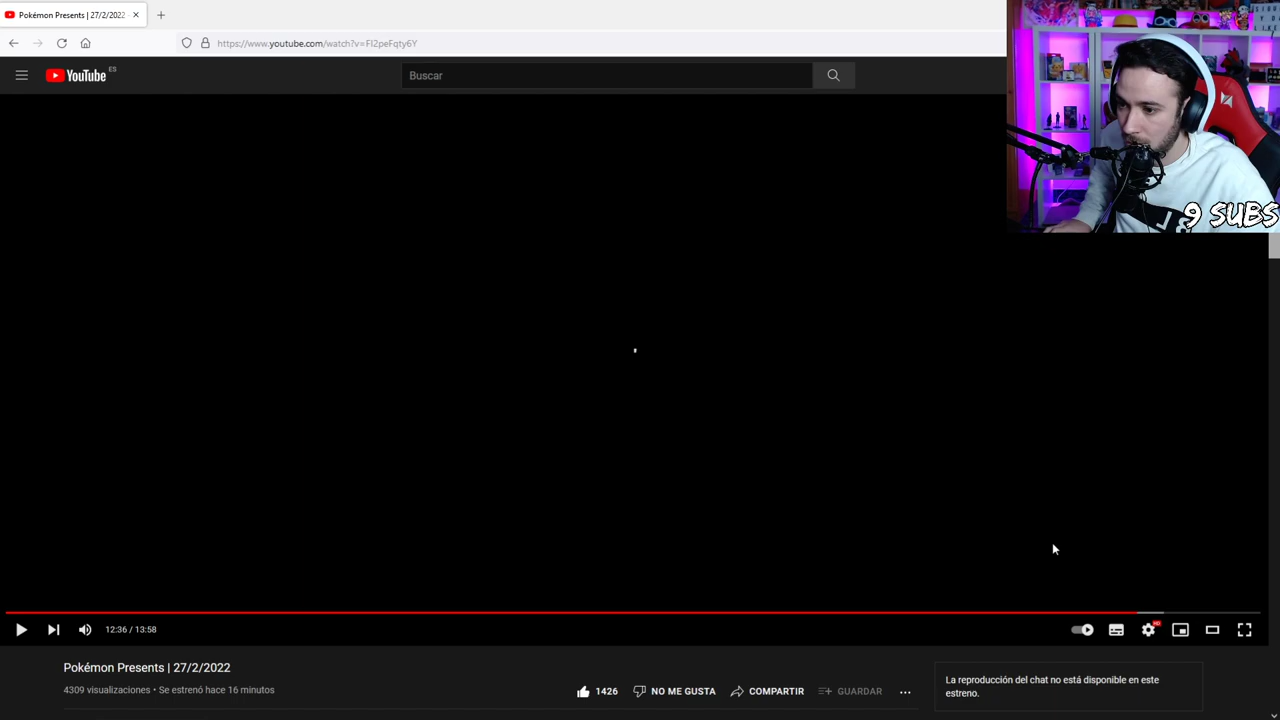 Pokémon Presents | 27/2/2022
https://www.youtube.com/watch?v=FI2peFqty6Y
YouTube ES
Buscar
9 SUBS
12:36 / 13:58
HD
Pokémon Presents | 27/2/2022
4309 visualizaciones • Se estrenó hace 16 minutos
1426
NO ME GUSTA
COMPARTIR
GUARDAR
La reproducción del chat no está disponible en este
estreno.